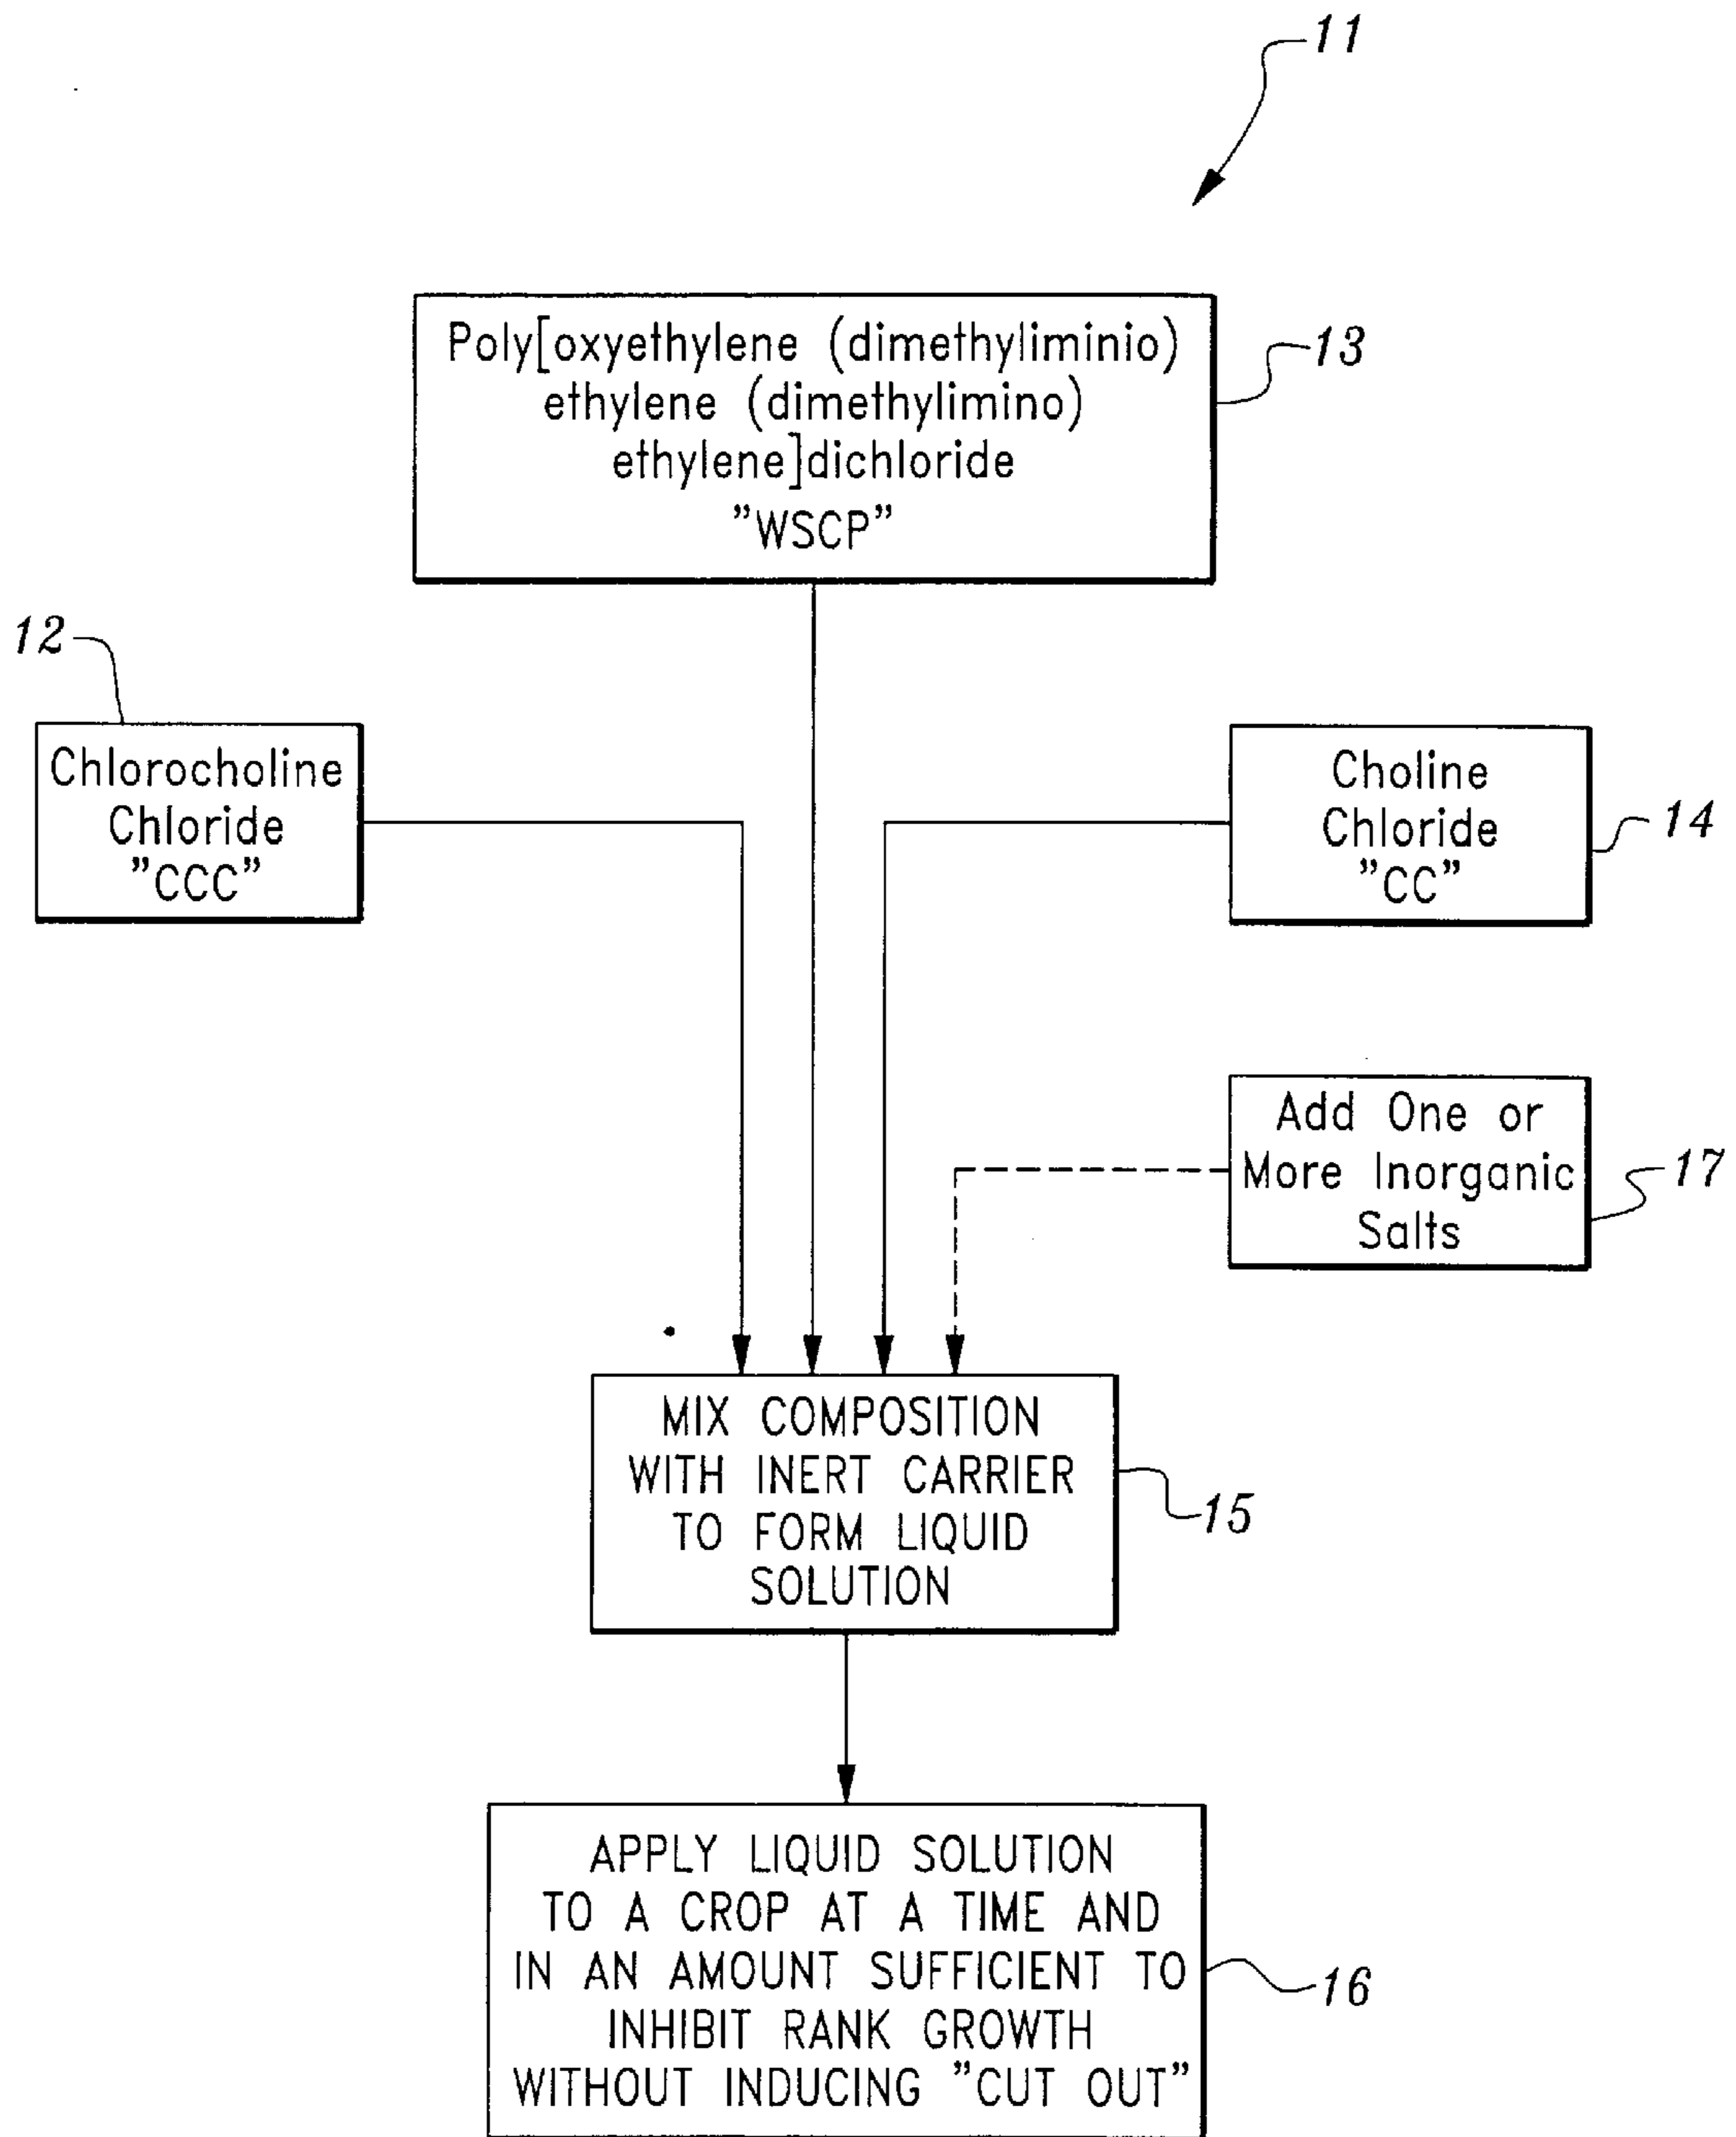 11
Poly[oxyethylene (dimethyliminio)
ethylene (dimethylimino)
ethylene]dichloride
"WSCP"
13
12
Chlorocholine
Chloride
"CCC"
Choline
Chloride
"CC"
14
Add One or
More Inorganic
Salts
17
MIX COMPOSITION
WITH INERT CARRIER
TO FORM LIQUID
SOLUTION
15
APPLY LIQUID SOLUTION
TO A CROP AT A TIME AND
IN AN AMOUNT SUFFICIENT TO
INHIBIT RANK GROWTH
WITHOUT INDUCING "CUT OUT"
16